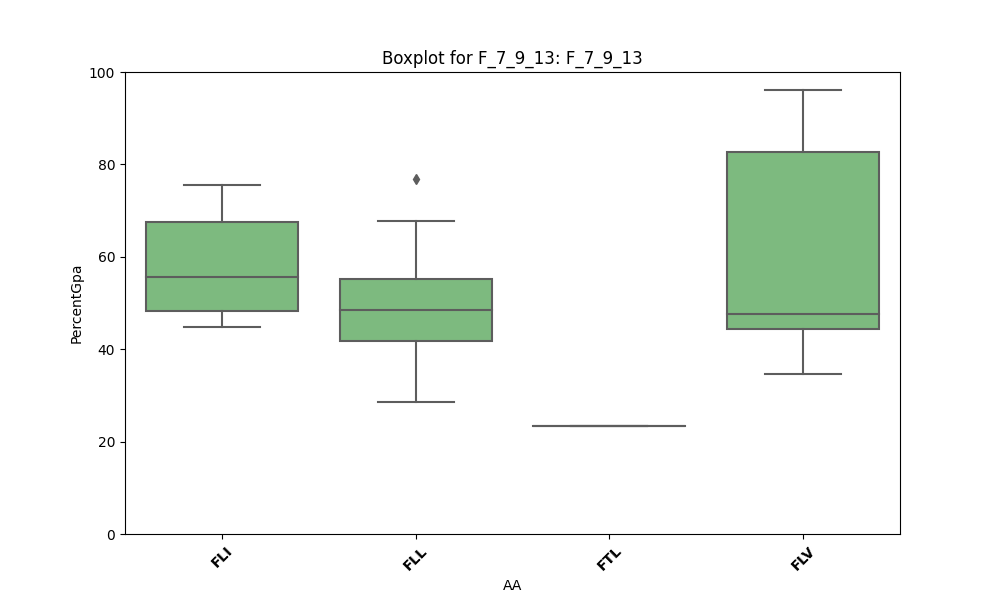 Boxplot for F_7_9_13: F_7_9_13
100
80
60
40
20
0
PercentGpa
FLI
FLL
FTL
FLV
AA